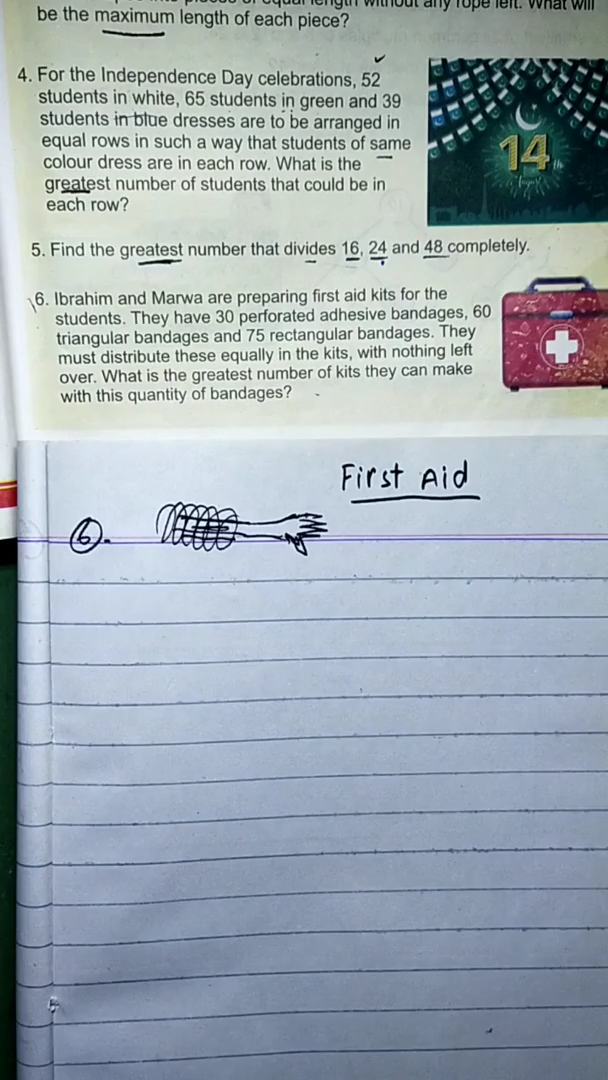 be the maximum length of each piece?
4. For the Independence Day celebrations, 52
students in white, 65 students in green and 39
students in blue dresses are to be arranged in
equal rows in such a way that students of same
colour dress are in each row. What is the
greatest number of students that could be in
each row?
14
August
5. Find the greatest number that divides 16, 24 and 48 completely.
6. Ibrahim and Marwa are preparing first aid kits for the
students. They have 30 perforated adhesive bandages, 60
triangular bandages and 75 rectangular bandages. They
must distribute these equally in the kits, with nothing left
over. What is the greatest number of kits they can make
with this quantity of bandages?
First Aid
6.